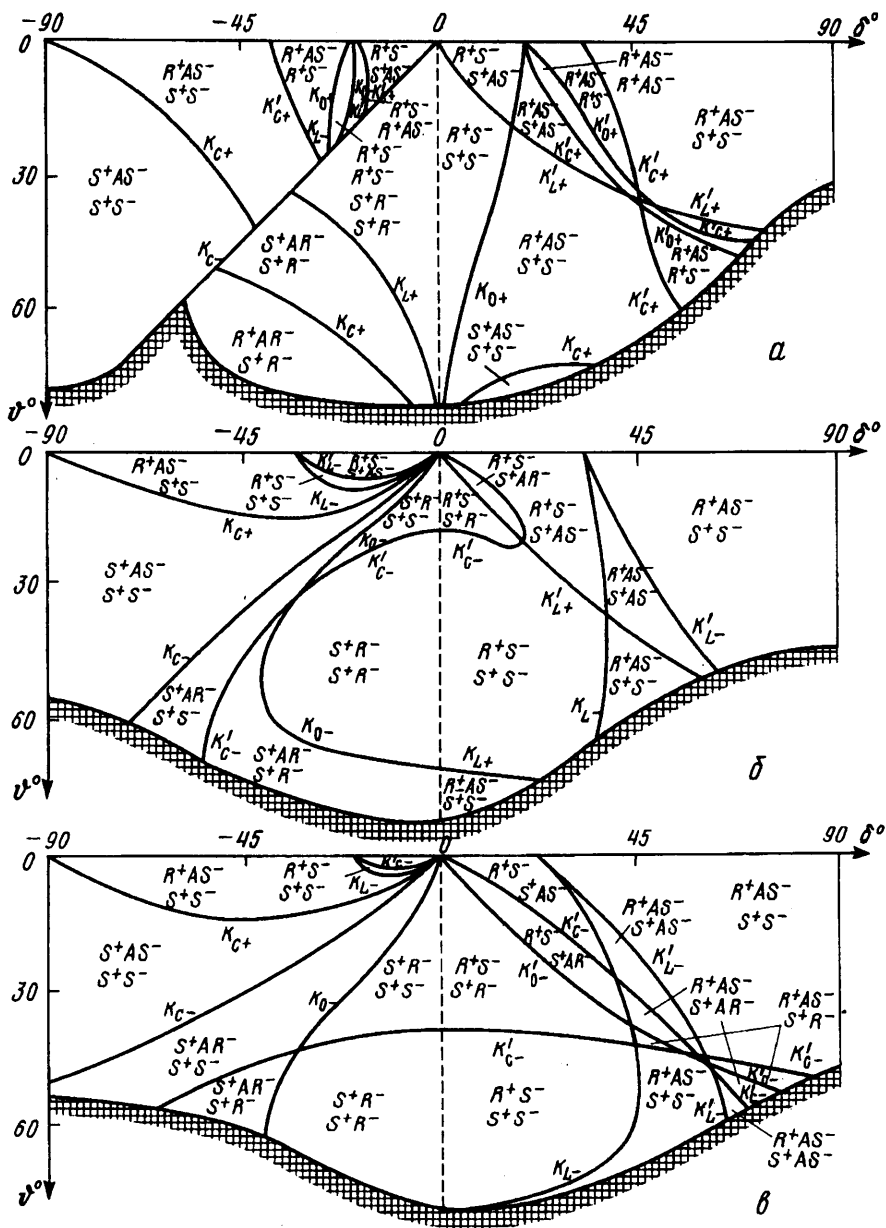 −90 −45 0 45 90 δ°
0
R⁺AS⁻
S⁺S⁻
R⁺AS⁻
R⁺S⁻
R⁺S⁻
S⁺AS⁻
R⁺S⁻
S⁺AS⁻
R⁺AS⁻
R⁺S⁻
R⁺AS⁻
R⁺AS⁻
K'C+
K0+
KL−
R⁺S⁻
R⁺AS⁻
R⁺AS⁻
S⁺AS⁻
K'0+
R⁺AS⁻
S⁺S⁻
KC+
R⁺S⁻
S⁺S⁻
K'C+
K'C+
30
S⁺AS⁻
S⁺S⁻
R⁺S⁻
R⁺S⁻
S⁺R⁻
S⁺R⁻
K'L+
K'L+
K'C+
S⁺AR⁻
S⁺R⁻
KC−
KL+
R⁺AS⁻
S⁺S⁻
K'0+
R⁺AS⁻
R⁺S⁻
K0+
K'C+
60
KC+
S⁺AS⁻
S⁺S⁻
KC+
R⁺AR⁻
S⁺R⁻
а
ϑ°
−90 −45 0 45 90 δ°
0
R⁺AS⁻
S⁺S⁻
R⁺S⁻
S⁺S⁻
K'L−
R⁺S⁻
KL−
R⁺S⁻
S⁺AR⁻
KC+
S⁺R⁻
S⁺S⁻
R⁺S⁻
S⁺R⁻
R⁺S⁻
S⁺AS⁻
R⁺AS⁻
S⁺S⁻
K0−
K'C−
K'C−
30
S⁺AS⁻
S⁺S⁻
R⁺AS⁻
S⁺AS⁻
K'L+
K'L−
KC−
S⁺R⁻
S⁺R⁻
R⁺S⁻
S⁺S⁻
S⁺AR⁻
S⁺S⁻
R⁺AS⁻
S⁺S⁻
60
K'C−
K0−
KL−
S⁺AR⁻
S⁺R⁻
KL+
R⁺AS⁻
S⁺S⁻
б
ϑ°
−90 −45 0 45 90 δ°
0
R⁺AS⁻
S⁺S⁻
R⁺S⁻
S⁺S⁻
K'C−
KL−
R⁺S⁻
S⁺AS⁻
R⁺AS⁻
S⁺AS⁻
R⁺AS⁻
S⁺S⁻
KC+
S⁺AS⁻
S⁺S⁻
S⁺R⁻
S⁺S⁻
R⁺S⁻
S⁺R⁻
R⁺S⁻
S⁺AR⁻
K'C−
K'0−
K'L−
30
K0−
R⁺AS⁻
S⁺AR⁻
R⁺AS⁻
S⁺R⁻
KC−
S⁺AR⁻
S⁺S⁻
K'C−
K'C−
S⁺AR⁻
S⁺R⁻
S⁺R⁻
S⁺R⁻
R⁺S⁻
S⁺S⁻
R⁺AS⁻
S⁺S⁻
K'L−
60
R⁺AS⁻
S⁺AS⁻
KL−
в
ϑ°